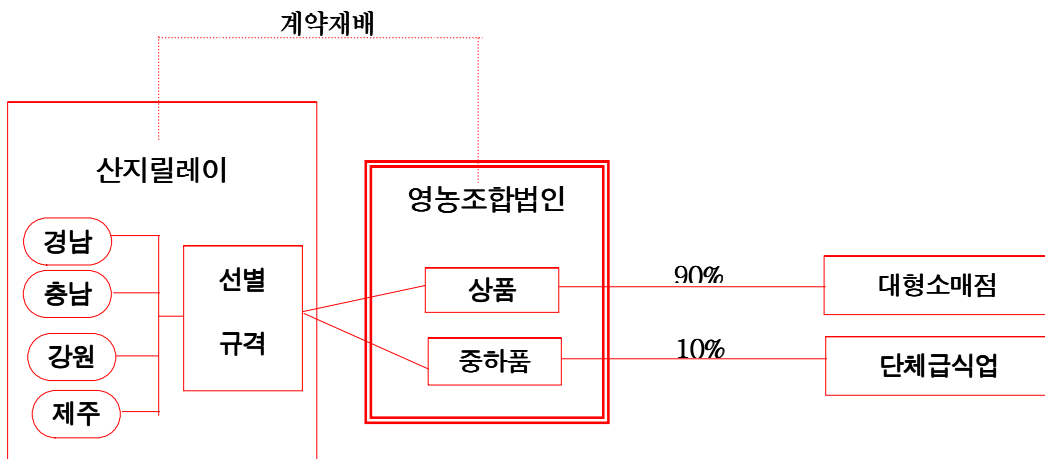 계약재배
산지릴레이
영농조합법인
경남
충남
강원
제주
선별
규격
상품
중하품
90%
10%
대형소매점
단체급식업